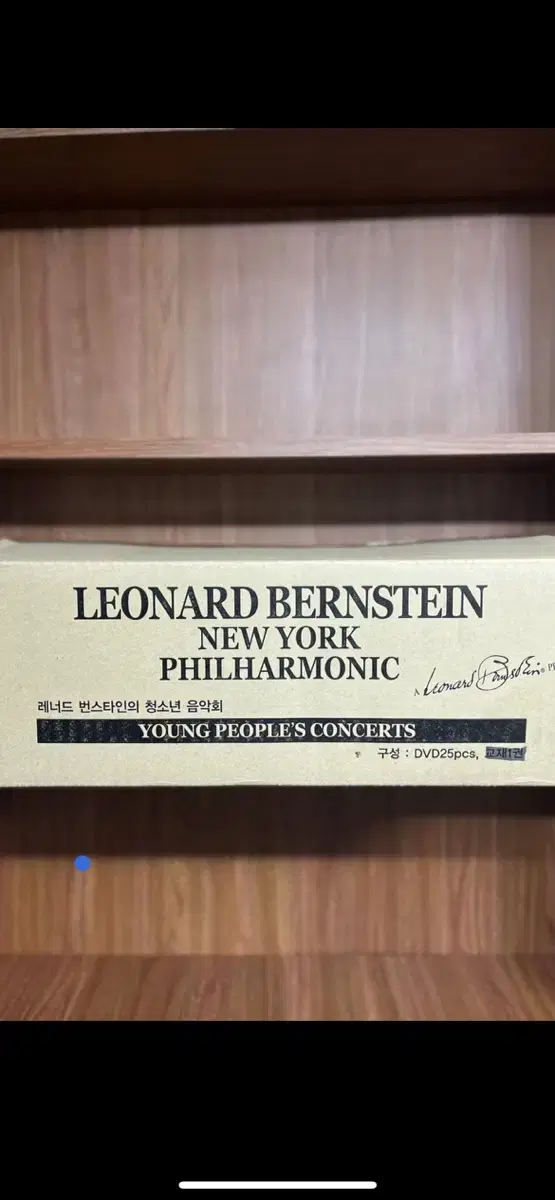 LEONARD BERNSTEIN
NEW YORK
PHILHARMONIC
A Leonard Bernstein® PR
레너드 번스타인의 청소년 음악회
YOUNG PEOPLE'S CONCERTS
구성 : DVD25pcs, 교재1권